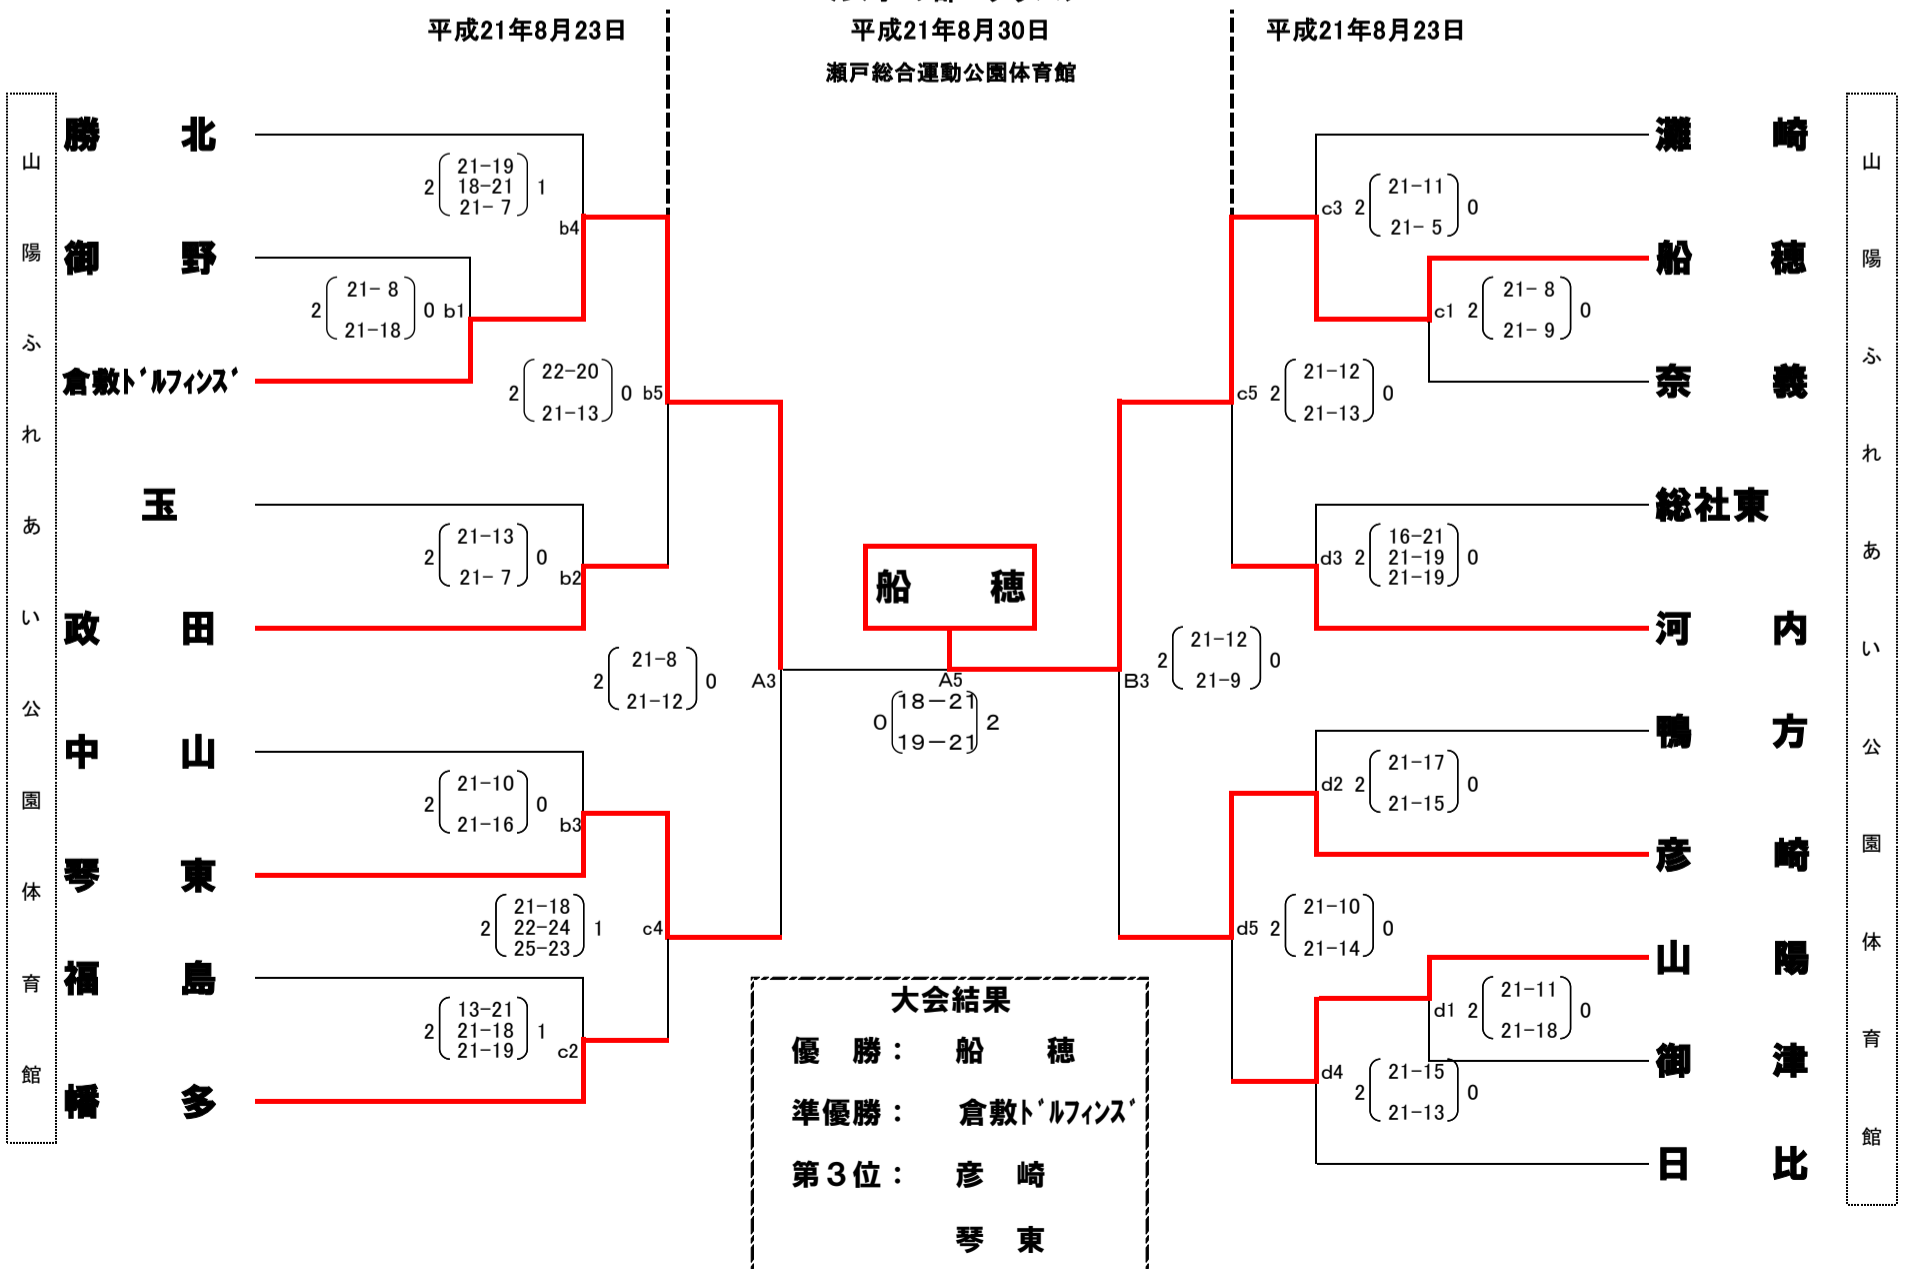 平成21年8月23日
平成21年8月30日
平成21年8月23日
瀬戸総合運動公園体育館
山陽ふれあい公園体育館
勝 北
21-19
2 18-21 1
21- 7
b4
御 野
21- 8
2 0 b1
21-18
倉敷ﾄﾞﾙﾌｨﾝｽﾞ
22-20
2 0 b5
21-13
玉
21-13
2 0
21- 7 b2
政 田
21-8
2 0 A3
21-12
中 山
21-10
2 0
21-16 b3
琴 東
21-18
2 22-24 1 c4
25-23
福 島
13-21
2 21-18 1
21-19 c2
幡 多
船 穂
A5
18－21
0 2
19－21
灘 崎
21-11
c3 2 0
21- 5
船 穂
21- 8
c1 2 0
21- 9
奈 義
21-12
c5 2 0
21-13
総社東
16-21
d3 2 21-19 0
21-19
河 内
21-12
2 0
B3 21-9
鴨 方
21-17
d2 2 0
21-15
彦 崎
21-10
d5 2 0
21-14
山 陽
21-11
d1 2 0
21-18
御 津
d4 21-15
2 0
21-13
日 比
山陽ふれあい公園体育館
大会結果
優 勝： 船 穂
準優勝： 倉敷ﾄﾞﾙﾌｨﾝｽﾞ
第３位： 彦 崎
琴 東